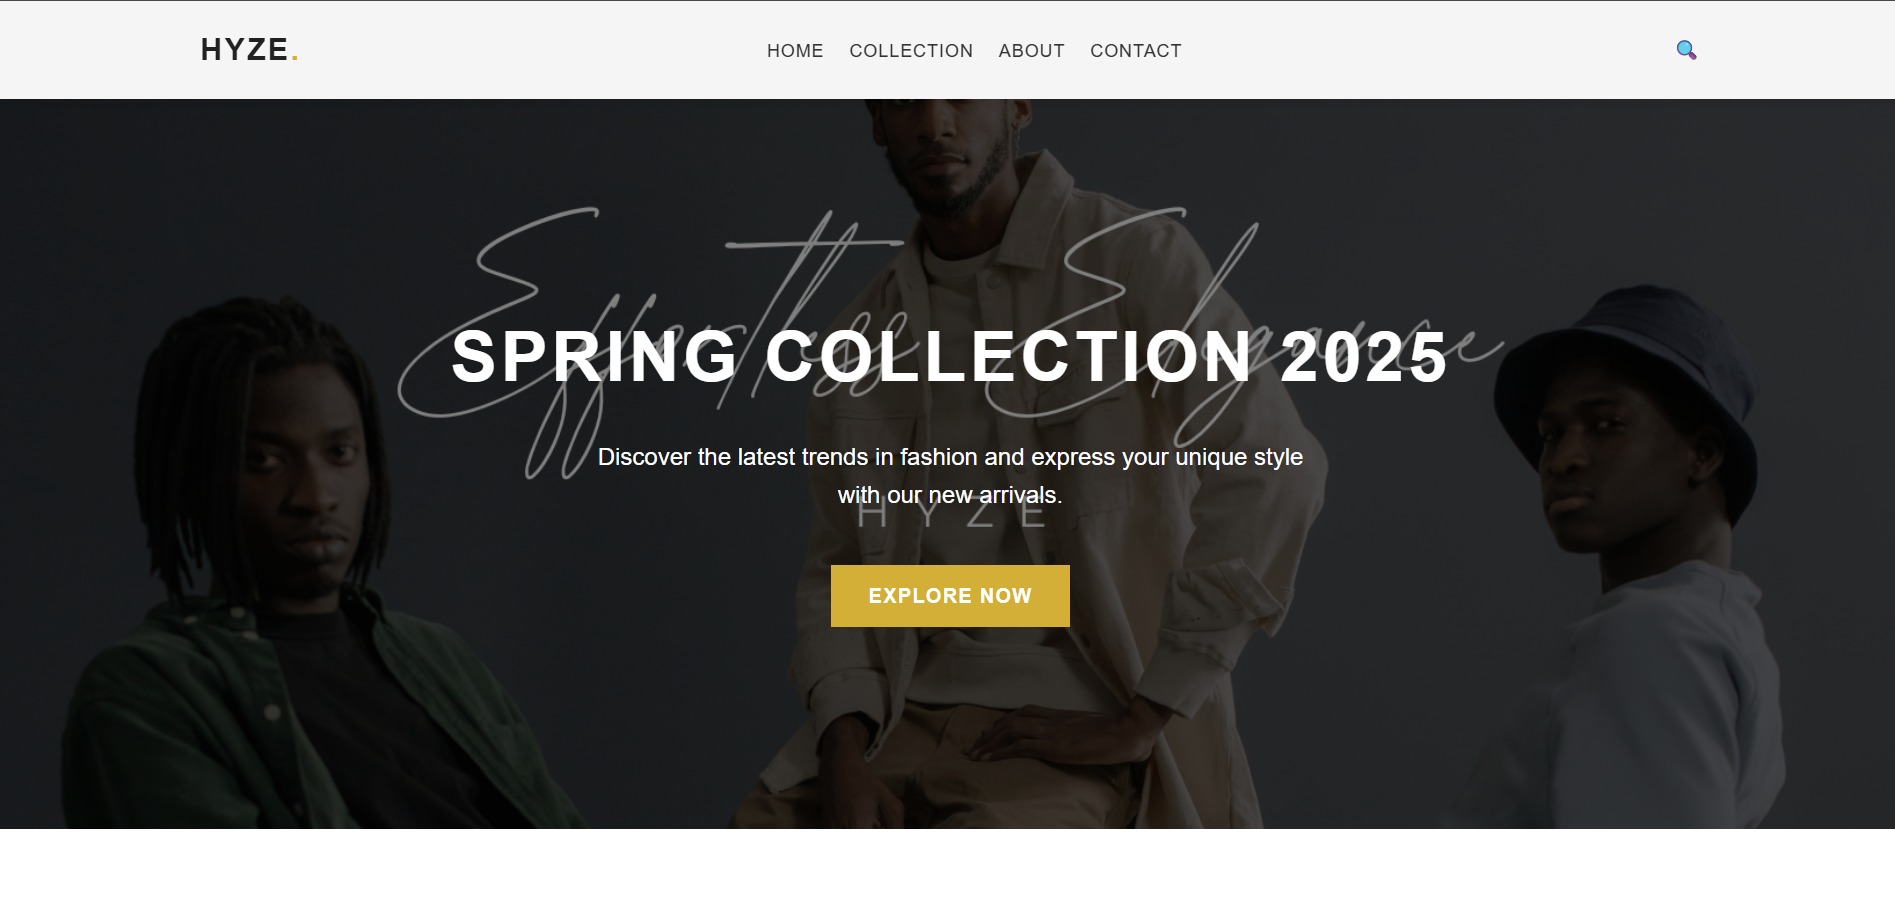 HYZE.
HOME COLLECTION ABOUT CONTACT
Effortless Elegance
SPRING COLLECTION 2025
Discover the latest trends in fashion and express your unique style
with our new arrivals.
HYZE
EXPLORE NOW